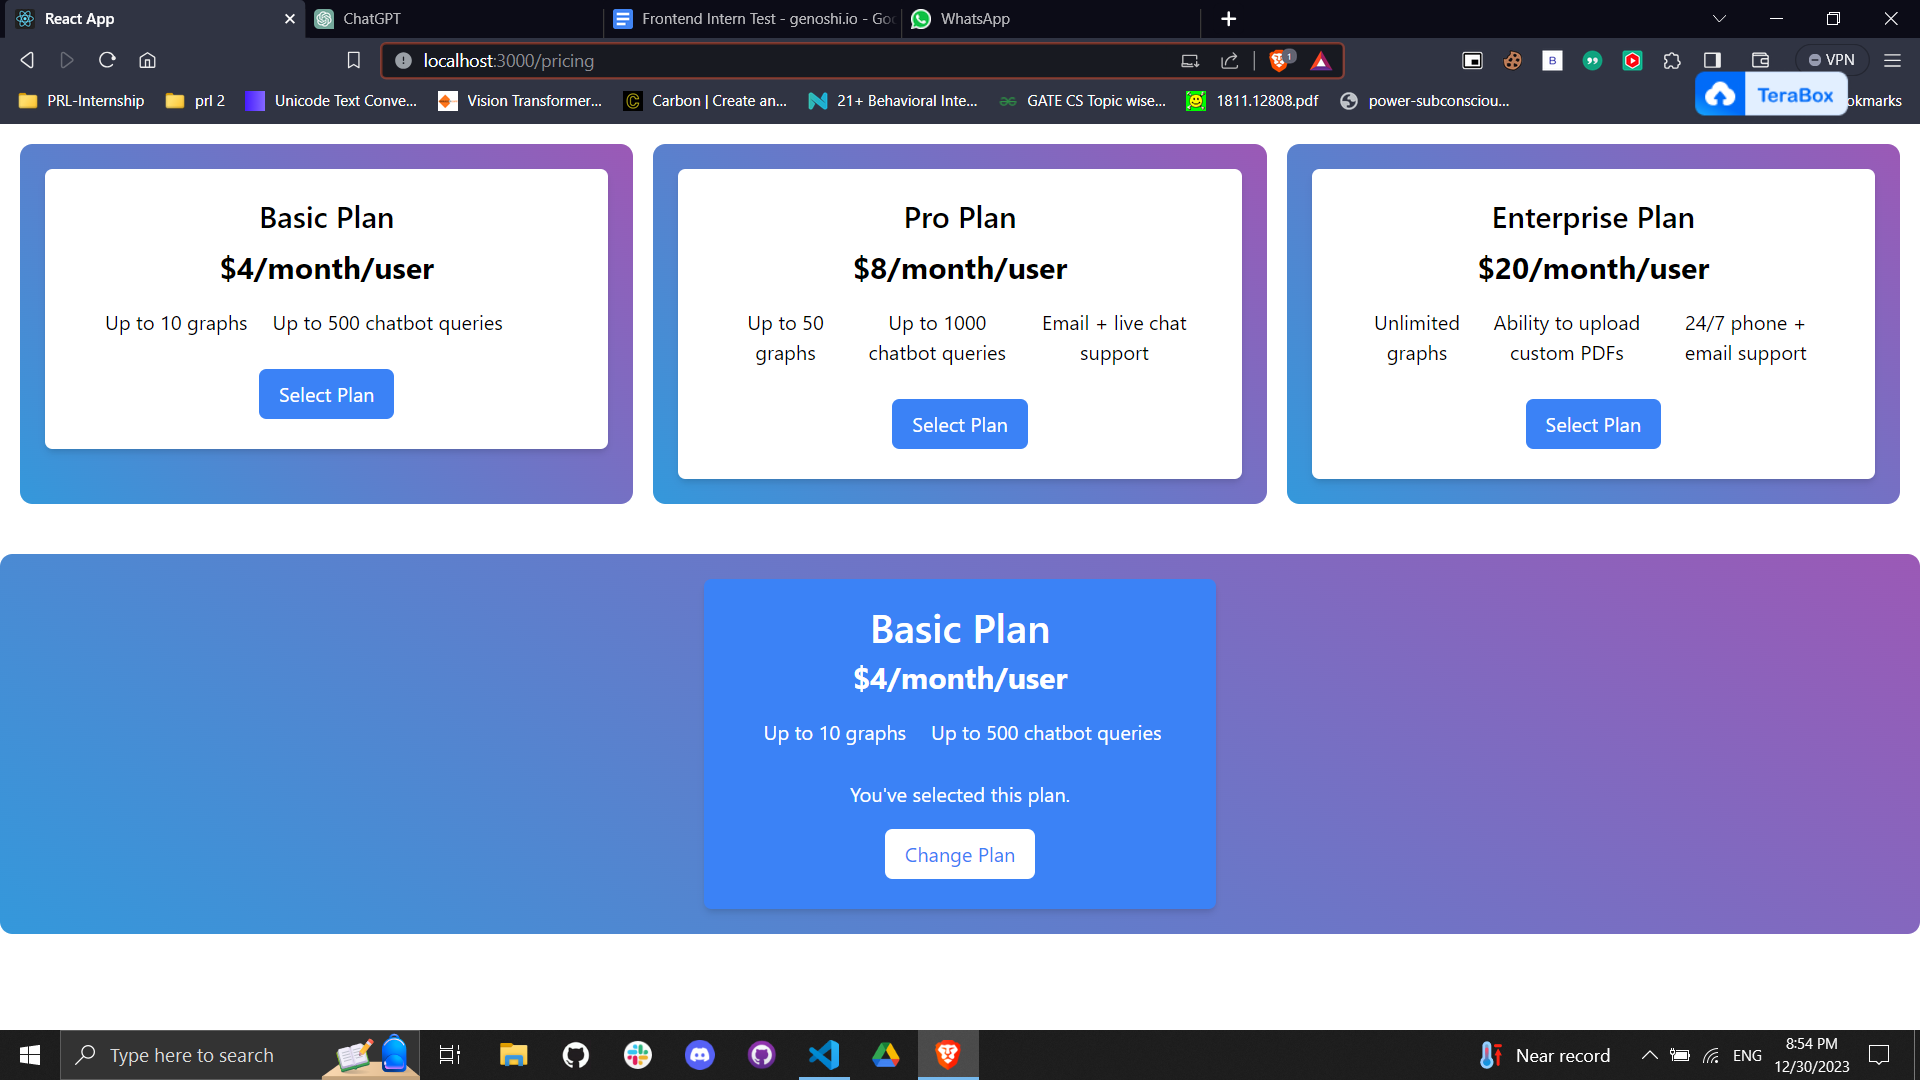 React App
ChatGPT
Frontend Intern Test - genoshi.io - Goo
WhatsApp
localhost:3000/pricing
1
B
VPN
PRL-Internship
prl 2
Unicode Text Conve...
Vision Transformer...
Carbon | Create an...
21+ Behavioral Inte...
GATE CS Topic wise...
1811.12808.pdf
power-subconsciou...
TeraBox
okmarks
Basic Plan
$4/month/user
Up to 10 graphs
Up to 500 chatbot queries
Select Plan
Pro Plan
$8/month/user
Up to 50
graphs
Up to 1000
chatbot queries
Email + live chat
support
Select Plan
Enterprise Plan
$20/month/user
Unlimited
graphs
Ability to upload
custom PDFs
24/7 phone +
email support
Select Plan
Basic Plan
$4/month/user
Up to 10 graphs
Up to 500 chatbot queries
You've selected this plan.
Change Plan
Type here to search
Near record
ENG
8:54 PM
12/30/2023